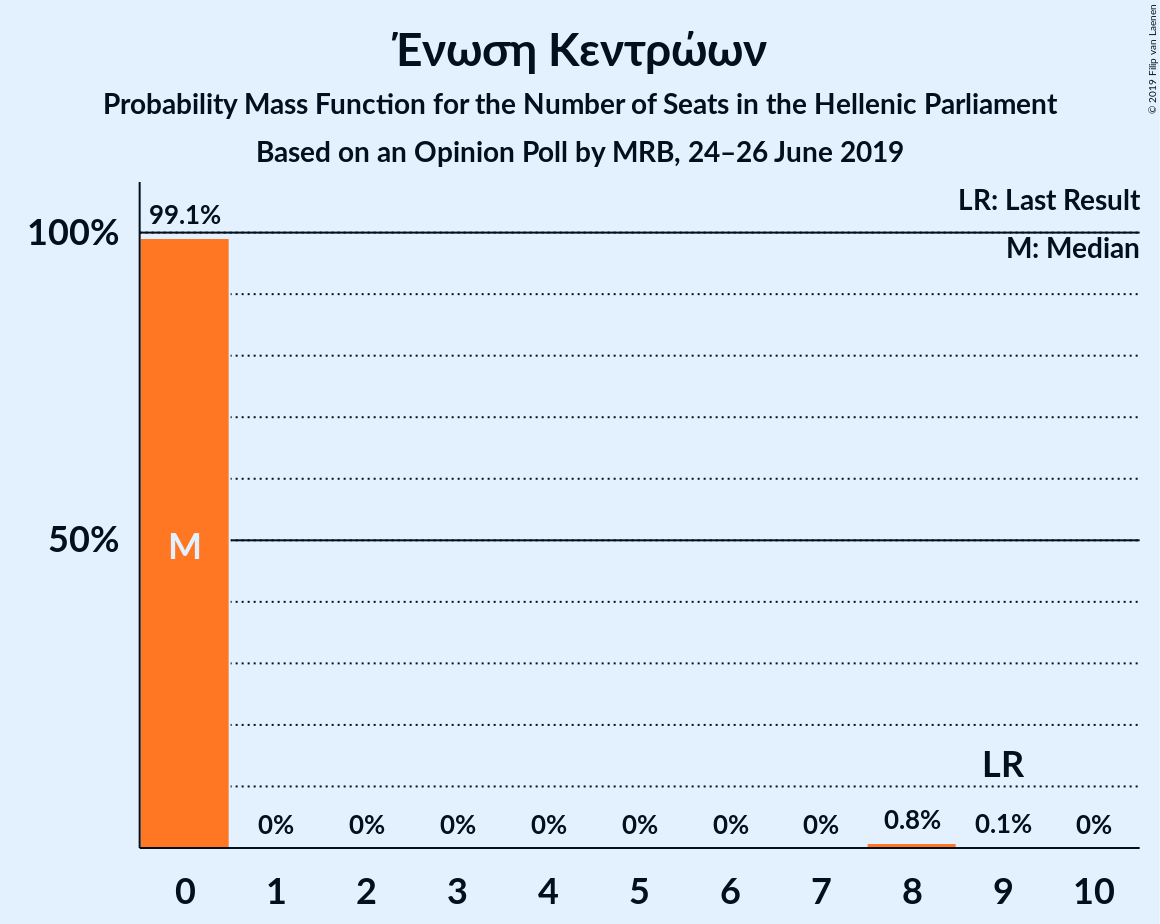 Ένωση Κεντρώων
Probability Mass Function for the Number of Seats in the Hellenic Parliament
Based on an Opinion Poll by MRB, 24–26 June 2019
© 2019 Filip van Laenen
LR: Last Result
M: Median
99.1%
100%
50%
M
LR
0% 0% 0% 0% 0% 0% 0% 0.8% 0.1% 0%
0 1 2 3 4 5 6 7 8 9 10